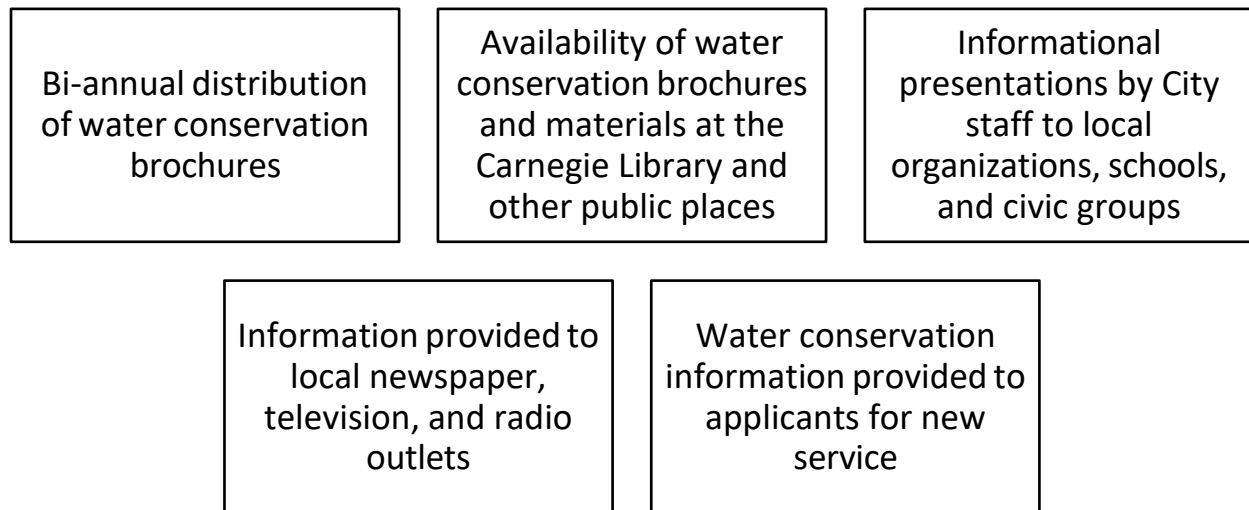 Bi-annual distribution
of water conservation
brochures
Availability of water
conservation brochures
and materials at the
Carnegie Library and
other public places
Informational
presentations by City
staff to local
organizations, schools,
and civic groups
Information provided to
local newspaper,
television, and radio
outlets
Water conservation
information provided to
applicants for new
service